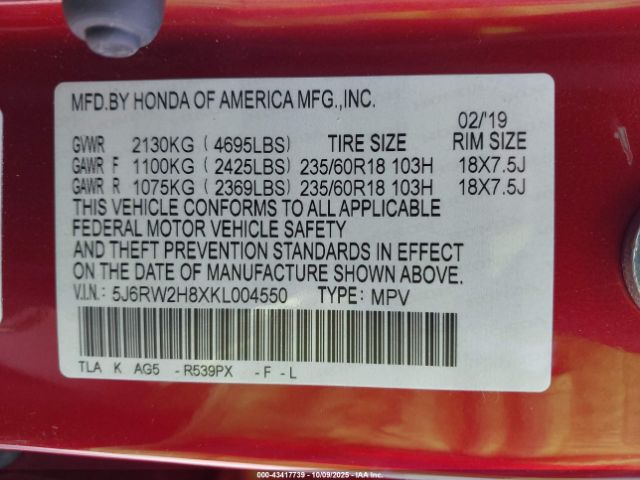 MFD.BY HONDA OF AMERICA MFG.,INC.
02/'19
GVWR 2130KG ( 4695LBS) TIRE SIZE RIM SIZE
GAWR F 1100KG ( 2425LBS) 235/60R18 103H 18X7.5J
GAWR R 1075KG ( 2369LBS) 235/60R18 103H 18X7.5J
THIS VEHICLE CONFORMS TO ALL APPLICABLE
FEDERAL MOTOR VEHICLE SAFETY
AND THEFT PREVENTION STANDARDS IN EFFECT
ON THE DATE OF MANUFACTURE SHOWN ABOVE.
V.I.N.: 5J6RW2H8XKL004550 TYPE: MPV
TLA K AG5 - R539PX - F - L
000-43417739 - 10/09/2025 - IAA Inc.